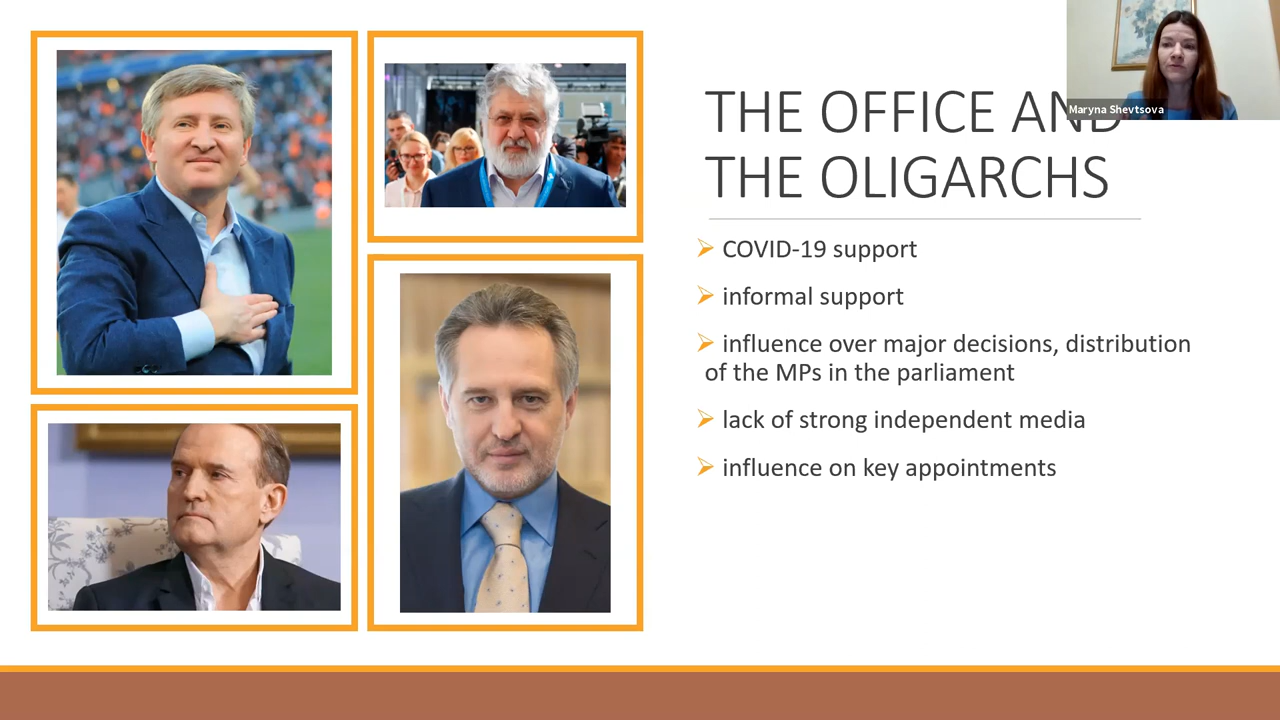 Maryna Shevtsova
THE OFFICE AND
THE OLIGARCHS
COVID-19 support
informal support
influence over major decisions, distribution
of the MPs in the parliament
lack of strong independent media
influence on key appointments